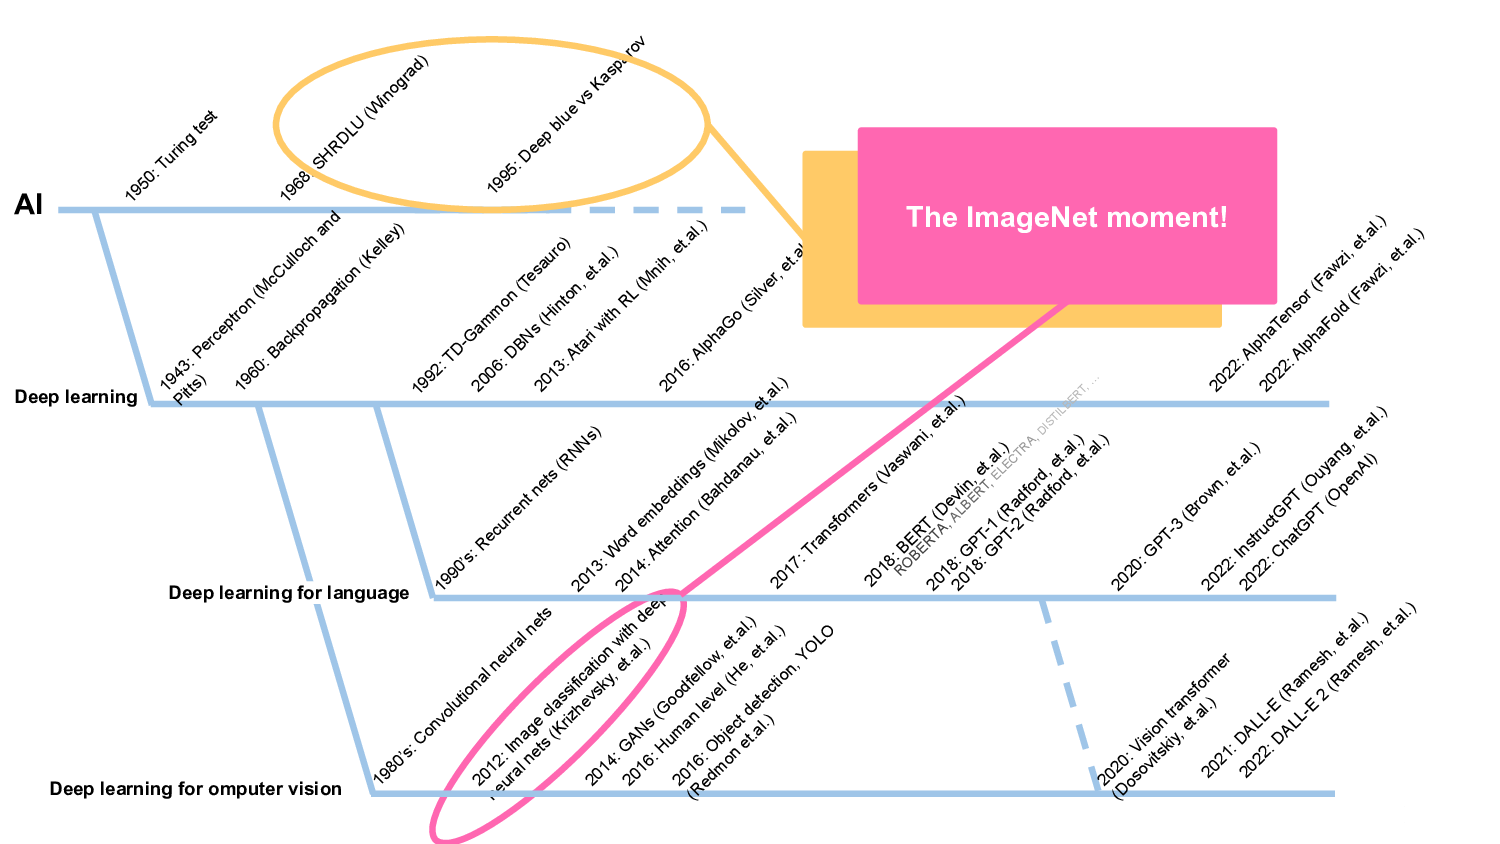 1950: Turing test
1968: SHRDLU (Winograd)
1995: Deep blue vs Kasparov
AI
The ImageNet moment!
1943: Perceptron (McCulloch and
Pitts)
1960: Backpropagation (Kelley)
1992: TD-Gammon (Tesauro)
2006: DBNs (Hinton, et.al.)
2013: Atari with RL (Mnih, et.al.)
2016: AlphaGo (Silver, et.al
2022: AlphaTensor (Fawzi, et.al.)
2022: AlphaFold (Fawzi, et.al.)
Deep learning
1990's: Recurrent nets (RNNs)
2013: Word embeddings (Mikolov, et.al.)
2014: Attention (Bahdanau, et.al.)
2017: Transformers (Vaswani, et.al.)
2018: BERT (Devlin, et.al.)
ROBERTA, ALBERT, ELECTRA, DISTILBERT, ...
2018: GPT-1 (Radford, et.al.)
2018: GPT-2 (Radford, et.al.)
2020: GPT-3 (Brown, et.al.)
2022: InstructGPT (Ouyang, et.al.)
2022: ChatGPT (OpenAI)
Deep learning for language
1980's: Convolutional neural nets
2012: Image classification with deep
neural nets (Krizhevsky, et.al.)
2014: GANs (Goodfellow, et.al.)
2016: Human level (He, et.al.)
2016: Object detection, YOLO
(Redmon et.al.)
2020: Vision transformer
(Dosovitskiy, et.al.)
2021: DALL-E (Ramesh, et.al.)
2022: DALL-E 2 (Ramesh, et.al.)
Deep learning for omputer vision